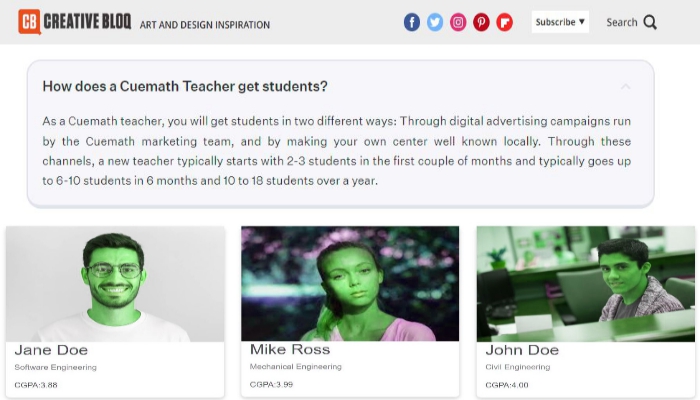 CB CREATIVE BLOQ ART AND DESIGN INSPIRATION
Subscribe ▼ Search
How does a Cuemath Teacher get students?
As a Cuemath teacher, you will get students in two different ways: Through digital advertising campaigns run
by the Cuemath marketing team, and by making your own center well known locally. Through these
channels, a new teacher typically starts with 2-3 students in the first couple of months and typically goes up
to 6-10 students in 6 months and 10 to 18 students over a year.
Jane Doe
Software Engineering
CGPA:3.88
Mike Ross
Mechanical Engineering
CGPA:3.99
John Doe
Civil Engineering
CGPA:4.00